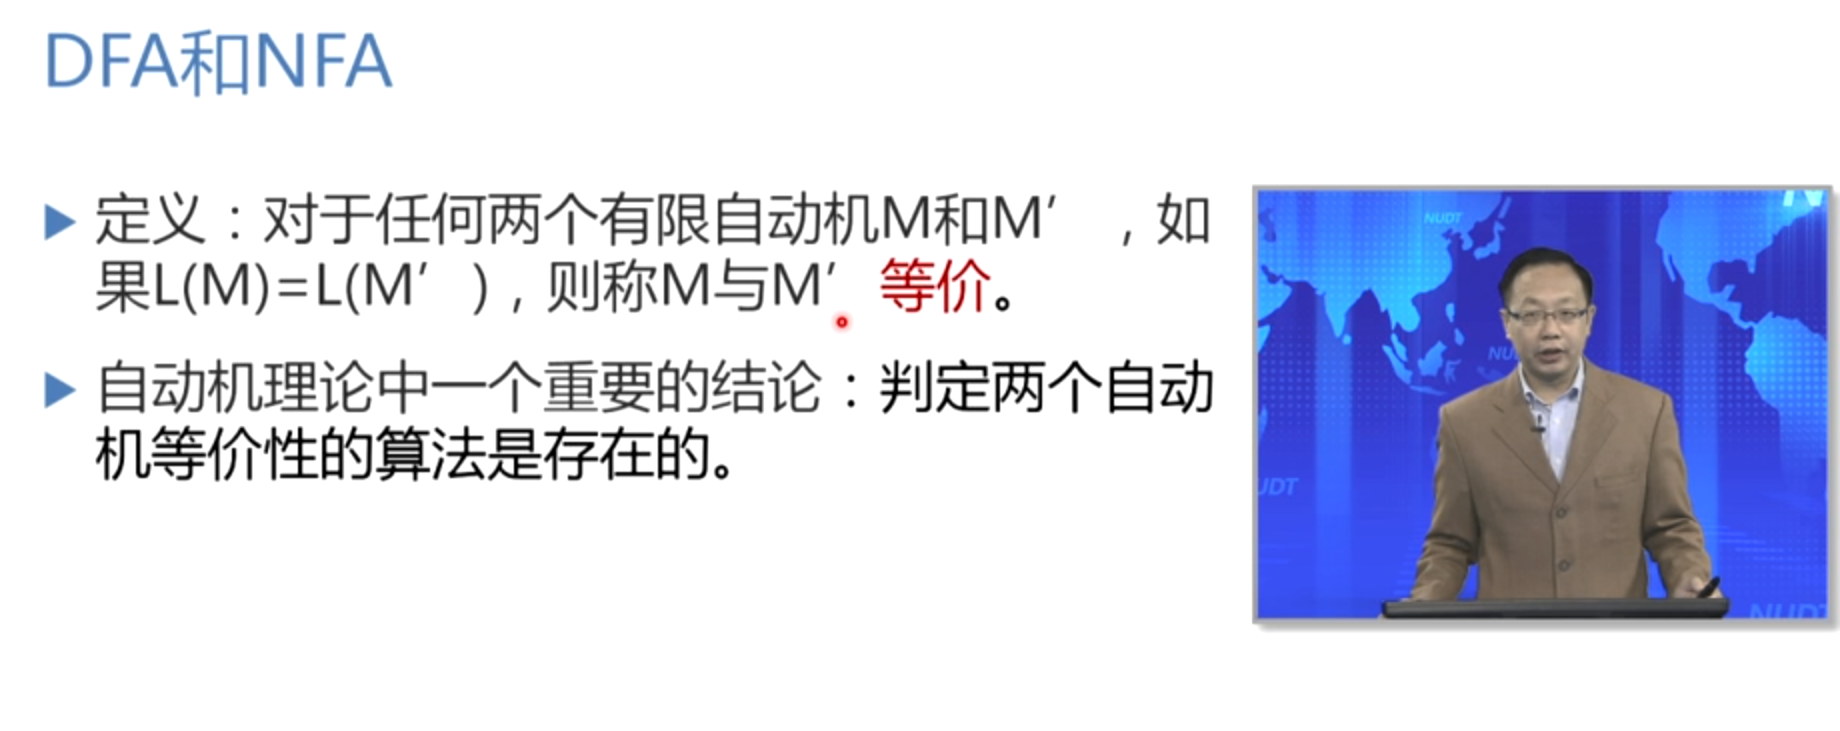 DFA和NFA
定义：对于任何两个有限自动机M和M′，如
果L(M)=L(M′)，则称M与M′等价。
自动机理论中一个重要的结论：判定两个自动
机等价性的算法是存在的。
NUDT
NU
JDT
NUDT
N